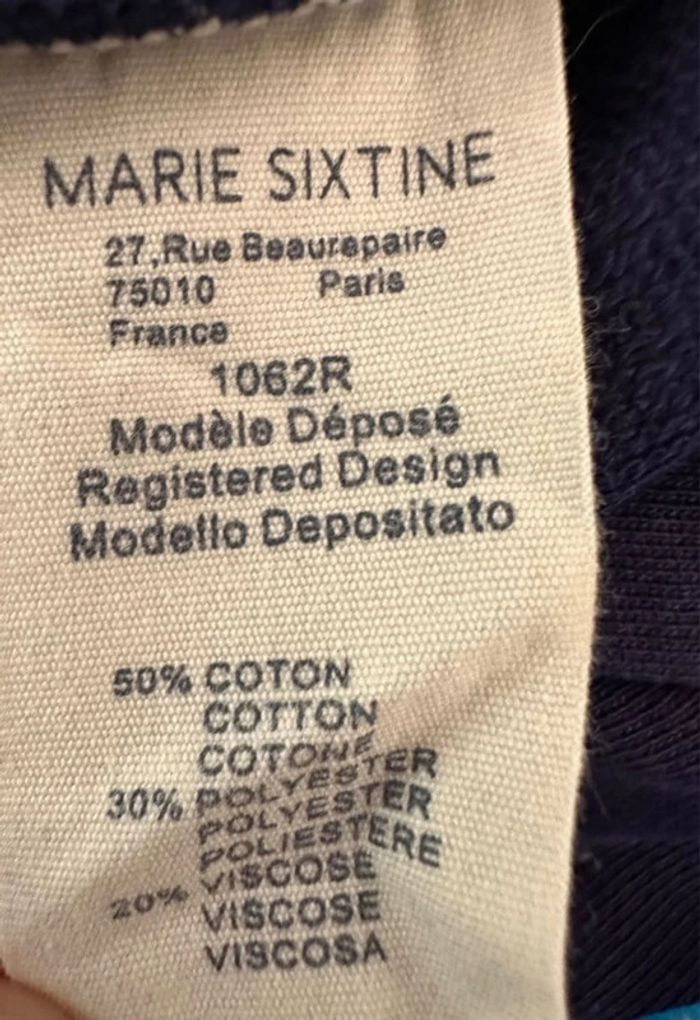 MARIE SIXTINE
27,Rue Beaurepaire
75010 Paris
France
1062R
Modèle Déposé
Registered Design
Modello Depositato
50% COTON
COTTON
COTONE
30% POLYESTER
POLYESTER
POLIESTERE
20% VISCOSE
VISCOSE
VISCOSA